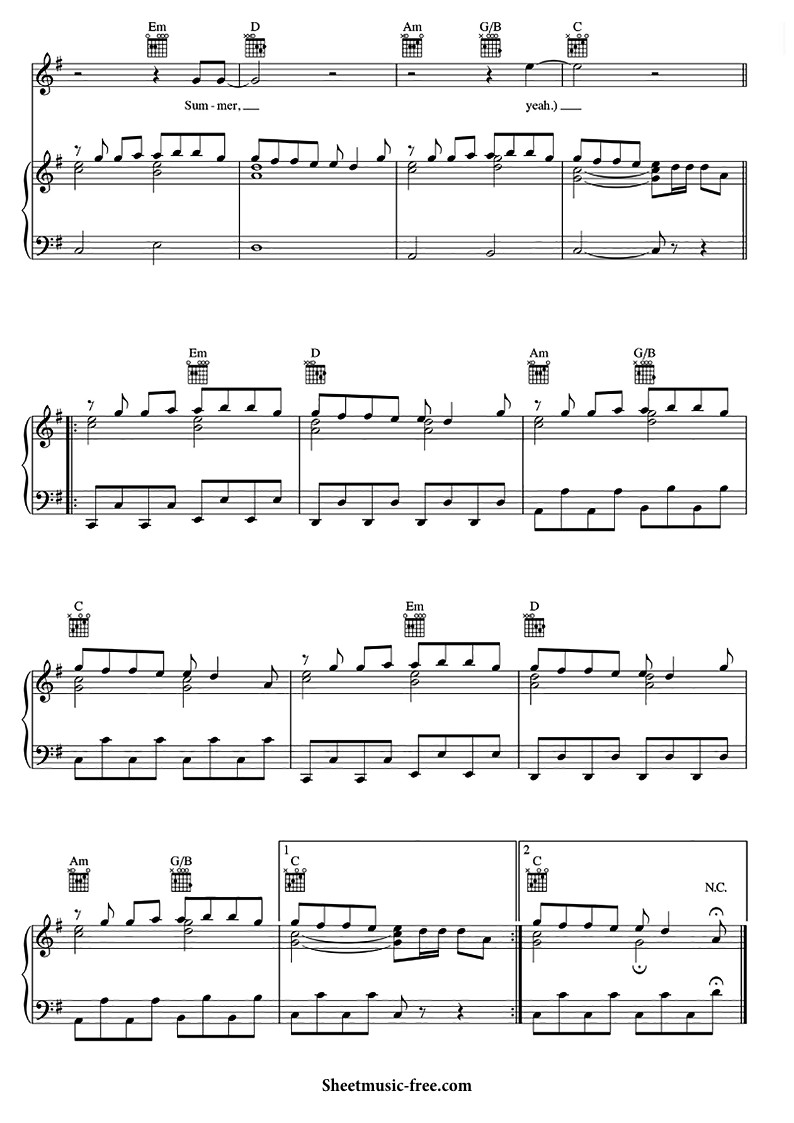 Em D Am G/B C
Sum - mer, yeah.)
Em D Am G/B
C Em D
1 2
Am G/B C C
N.C.
Sheetmusic-free.com